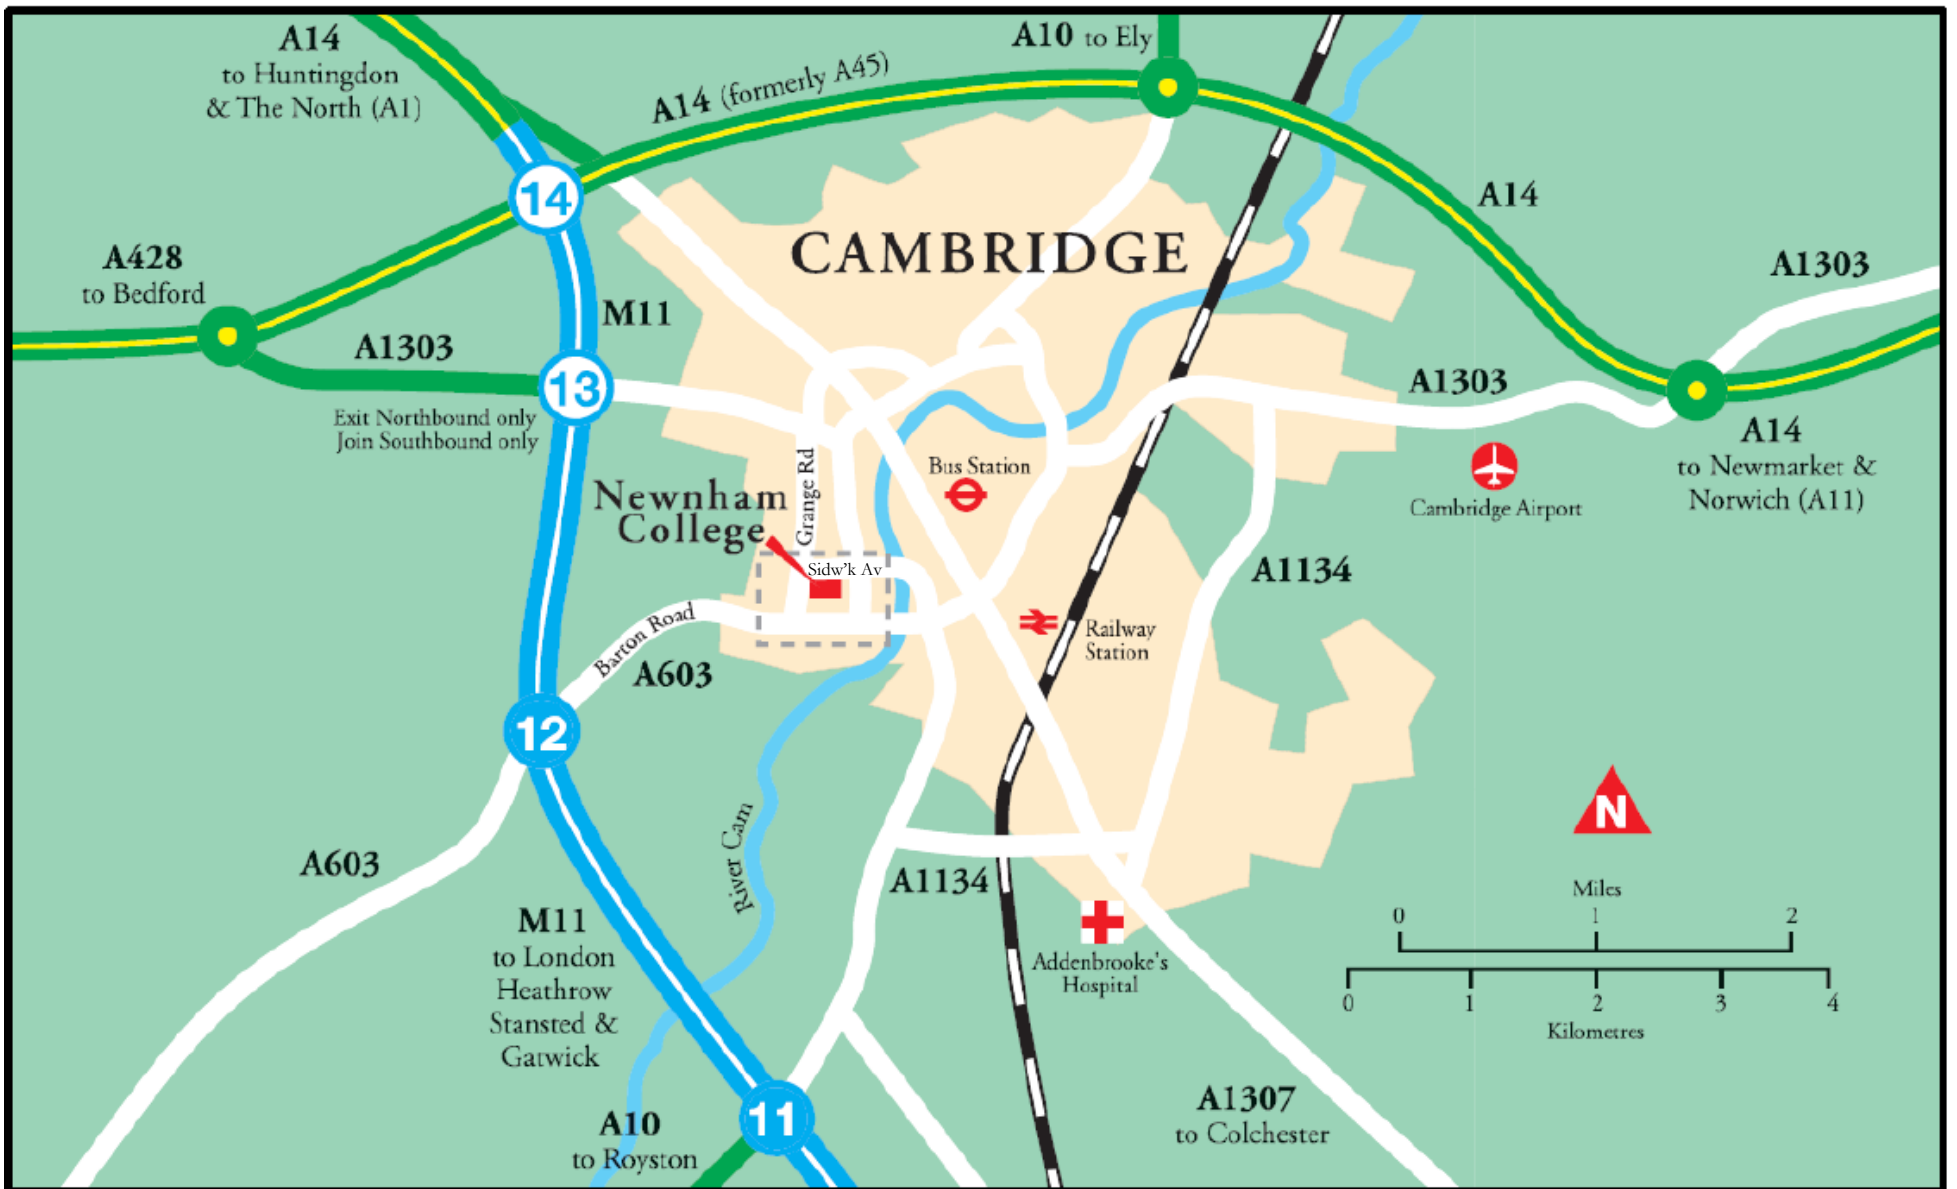 A14
to Huntingdon
& The North (A1)
A14 (formerly A45)
A10 to Ely
A14
A1303
CAMBRIDGE
A428
to Bedford
14
M11
A1303
13
Exit Northbound only
Join Southbound only
A1303
A14
to Newmarket &
Norwich (A11)
Cambridge Airport
Bus Station
Grange Rd
Newnham
College
Sidw'k Av
A1134
Railway
Station
Barton Road
A603
12
A603
River Cam
A1134
M11
to London
Heathrow
Stansted &
Gatwick
Addenbrooke's
Hospital
N
Miles
0 1 2
0 1 2 3 4
Kilometres
11
A10
to Royston
A1307
to Colchester